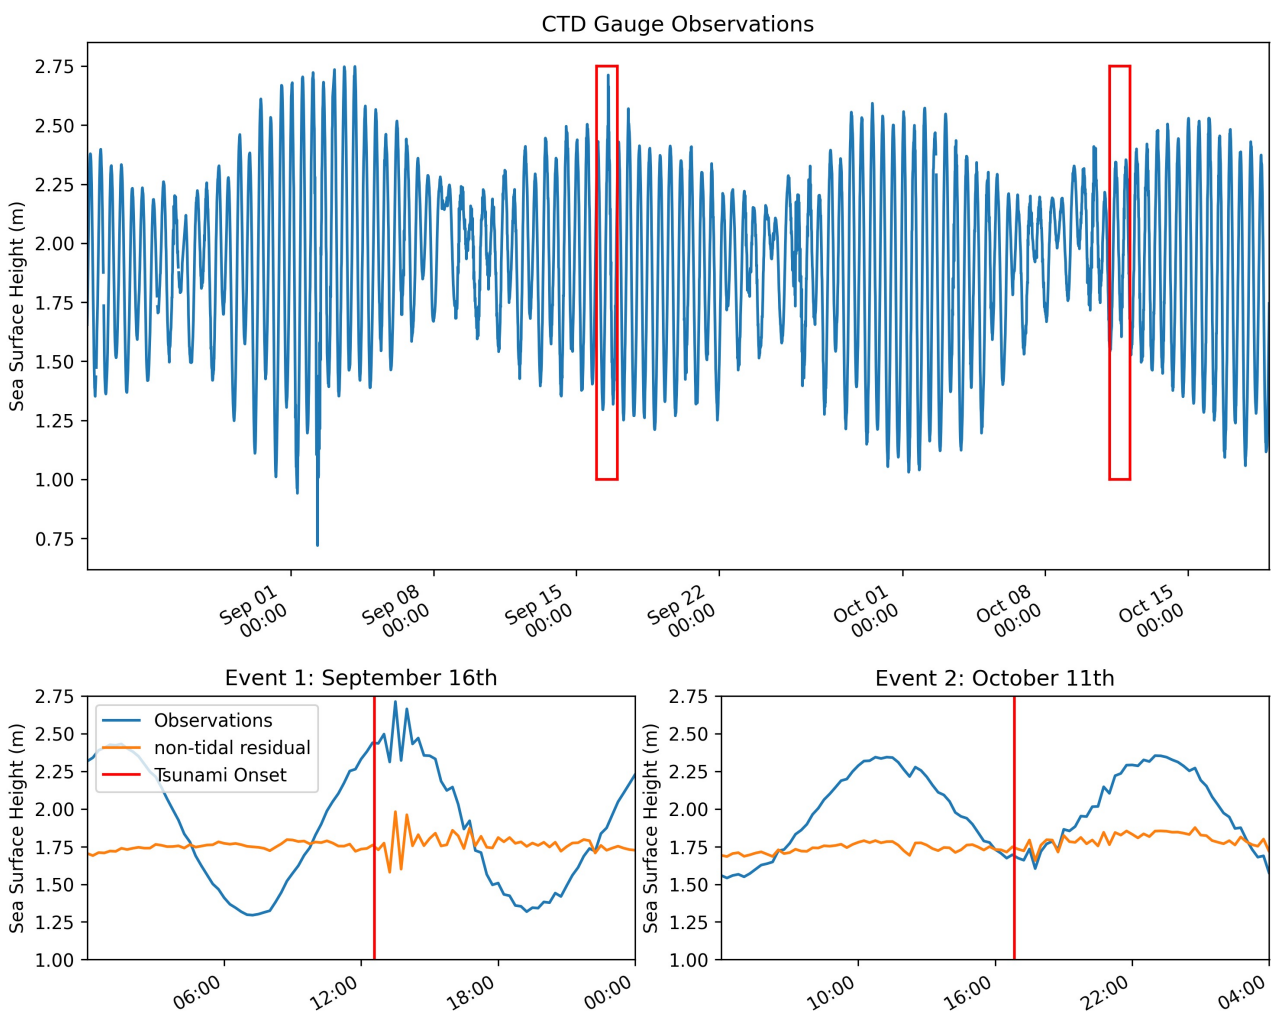 CTD Gauge Observations
Sea Surface Height (m)
2.75
2.50
2.25
2.00
1.75
1.50
1.25
1.00
0.75
Sep 01
00:00
Sep 08
00:00
Sep 15
00:00
Sep 22
00:00
Oct 01
00:00
Oct 08
00:00
Oct 15
00:00
Event 1: September 16th
Sea Surface Height (m)
2.75
2.50
2.25
2.00
1.75
1.50
1.25
1.00
Observations
non-tidal residual
Tsunami Onset
06:00
12:00
18:00
00:00
Event 2: October 11th
Sea Surface Height (m)
2.75
2.50
2.25
2.00
1.75
1.50
1.25
1.00
10:00
16:00
22:00
04:00